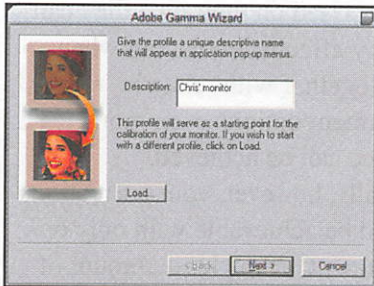 Adobe Gamma Wizard
Give the profile a unique descriptive name
that will appear in application pop-up menus.
Description:
Chris' monitor
This profile will serve as a starting point for the
calibration of your monitor. If you wish to start
with a different profile, click on Load.
Load...
< back
Next >
Cancel